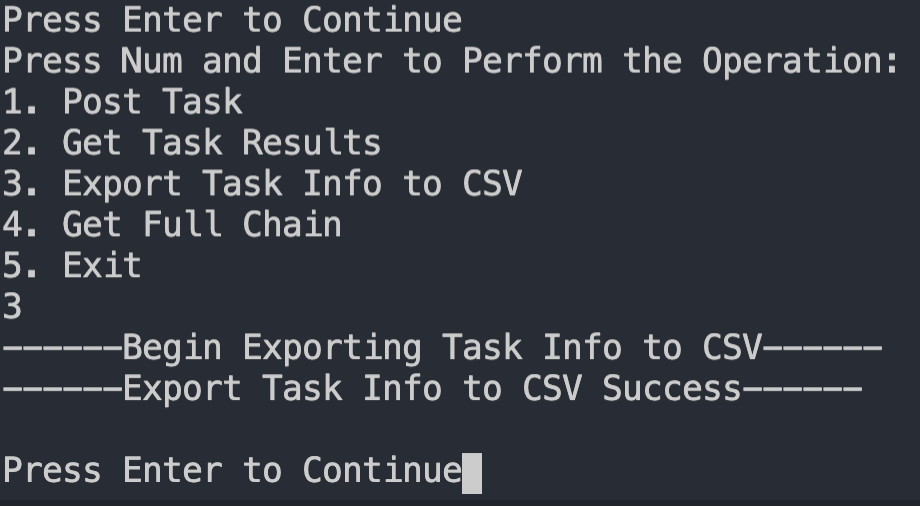 Press Enter to Continue
Press Num and Enter to Perform the Operation:
1. Post Task
2. Get Task Results
3. Export Task Info to CSV
4. Get Full Chain
5. Exit
3
------Begin Exporting Task Info to CSV------
------Export Task Info to CSV Success------
Press Enter to Continue